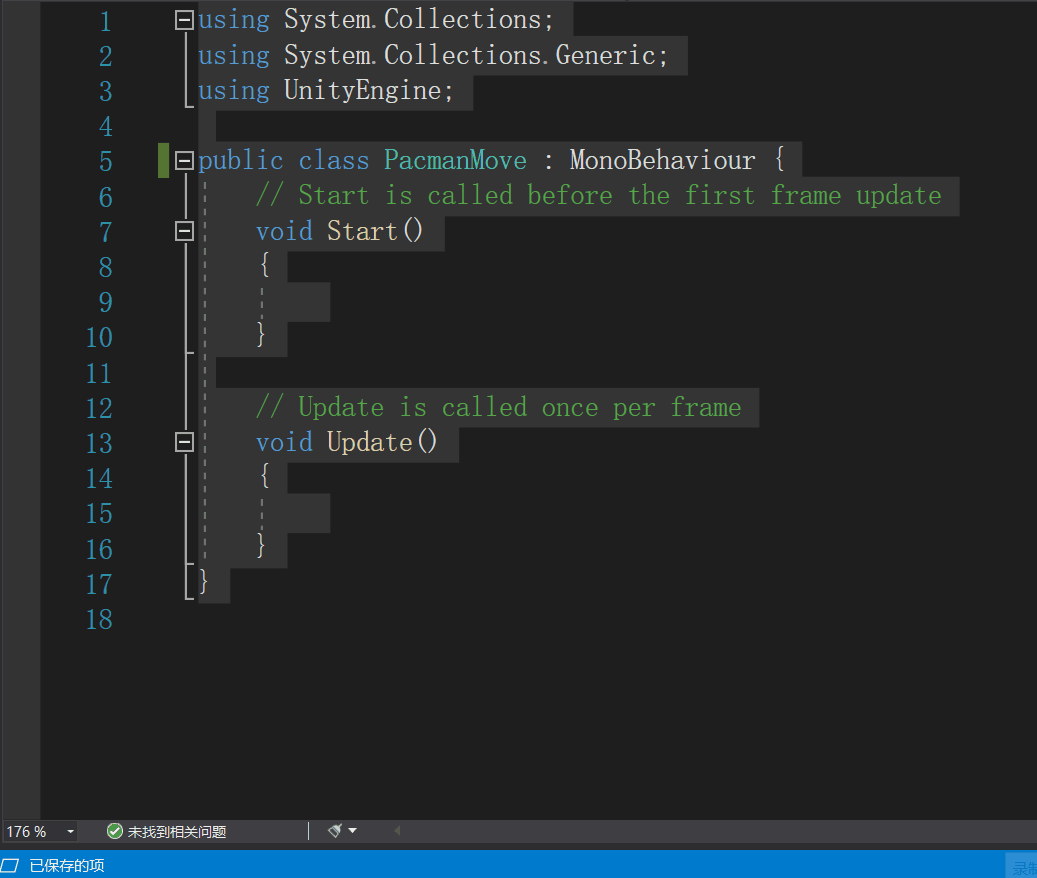 1 using System.Collections;
2 using System.Collections.Generic;
3 using UnityEngine;
4
5 public class PacmanMove : MonoBehaviour {
6 // Start is called before the first frame update
7 void Start()
8 {
9
10 }
11
12 // Update is called once per frame
13 void Update()
14 {
15
16 }
17 }
18
176 % 未找到相关问题
已保存的项